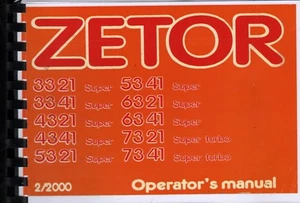 ZETOR
3321 Super 5341 Super
3341 Super 6321 Super
4321 Super 6341 Super
4341 Super 7321 Super turbo
5321 Super 7341 Super turbo
2/2000 Operator's manual